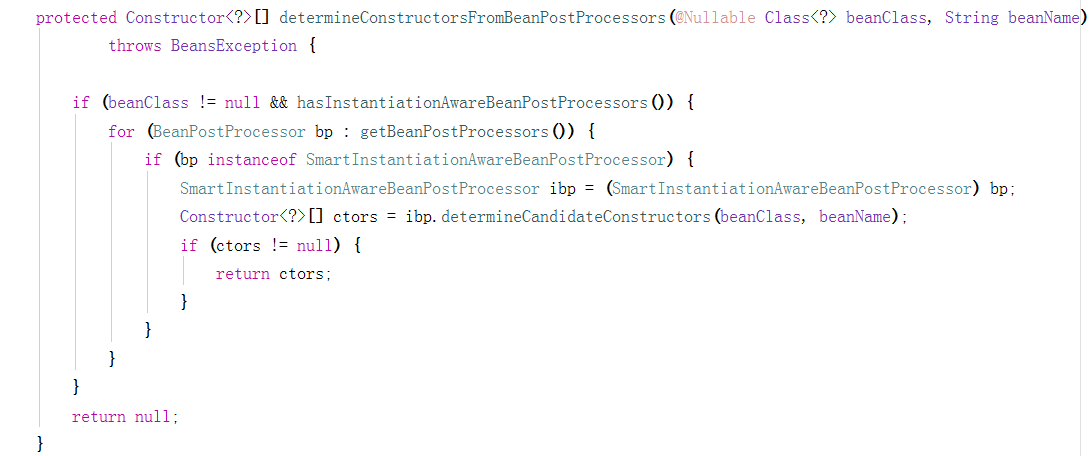 protected Constructor<?>[] determineConstructorsFromBeanPostProcessors(@Nullable Class<?> beanClass, String beanName)
        throws BeansException {

    if (beanClass != null && hasInstantiationAwareBeanPostProcessors()) {
        for (BeanPostProcessor bp : getBeanPostProcessors()) {
            if (bp instanceof SmartInstantiationAwareBeanPostProcessor) {
                SmartInstantiationAwareBeanPostProcessor ibp = (SmartInstantiationAwareBeanPostProcessor) bp;
                Constructor<?>[] ctors = ibp.determineCandidateConstructors(beanClass, beanName);
                if (ctors != null) {
                    return ctors;
                }
            }
        }
    }
    return null;
}